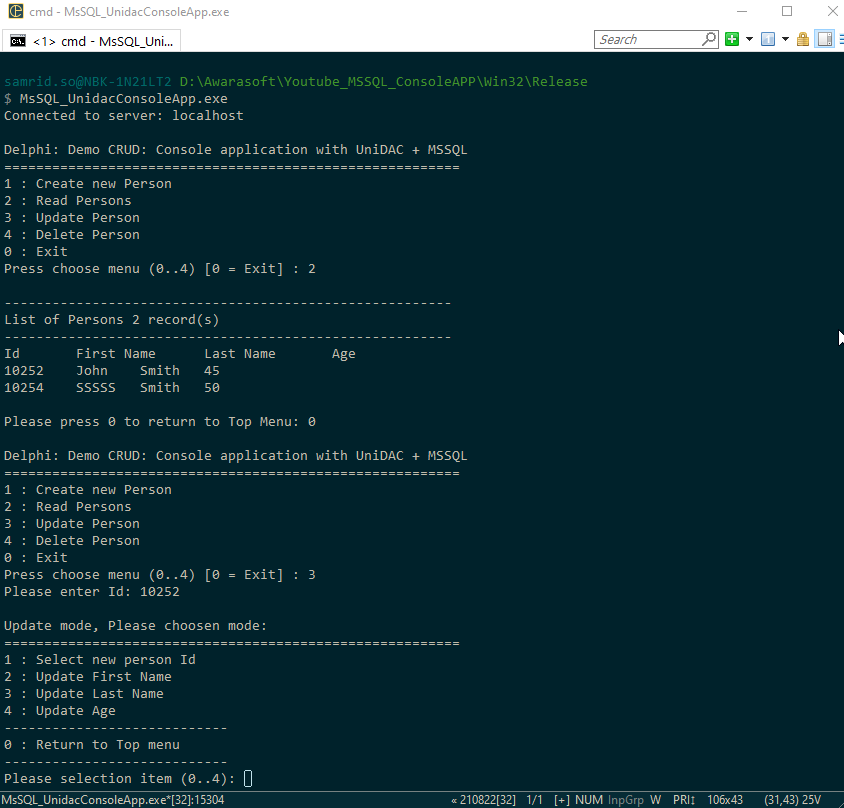 cmd - MsSQL_UnidacConsoleApp.exe
<1> cmd - MsSQL_Uni...
Search
samrid.so@NBK-1N21LT2 D:\Awarasoft\Youtube_MSSQL_ConsoleAPP\Win32\Release
$ MsSQL_UnidacConsoleApp.exe
Connected to server: localhost
Delphi: Demo CRUD: Console application with UniDAC + MSSQL
=========================================================
1 : Create new Person
2 : Read Persons
3 : Update Person
4 : Delete Person
0 : Exit
Press choose menu (0..4) [0 = Exit] : 2
--------------------------------------------------------
List of Persons 2 record(s)
--------------------------------------------------------
Id First Name Last Name Age
10252 John Smith 45
10254 SSSSS Smith 50
Please press 0 to return to Top Menu: 0
Delphi: Demo CRUD: Console application with UniDAC + MSSQL
=========================================================
1 : Create new Person
2 : Read Persons
3 : Update Person
4 : Delete Person
0 : Exit
Press choose menu (0..4) [0 = Exit] : 3
Please enter Id: 10252
Update mode, Please choosen mode:
=========================================================
1 : Select new person Id
2 : Update First Name
3 : Update Last Name
4 : Update Age
----------------------------
0 : Return to Top menu
----------------------------
Please selection item (0..4):
MsSQL_UnidacConsoleApp.exe*[32]:15304 « 210822[32] 1/1 [+] NUM InpGrp W PRI↕ 106x43 (31,43) 25V